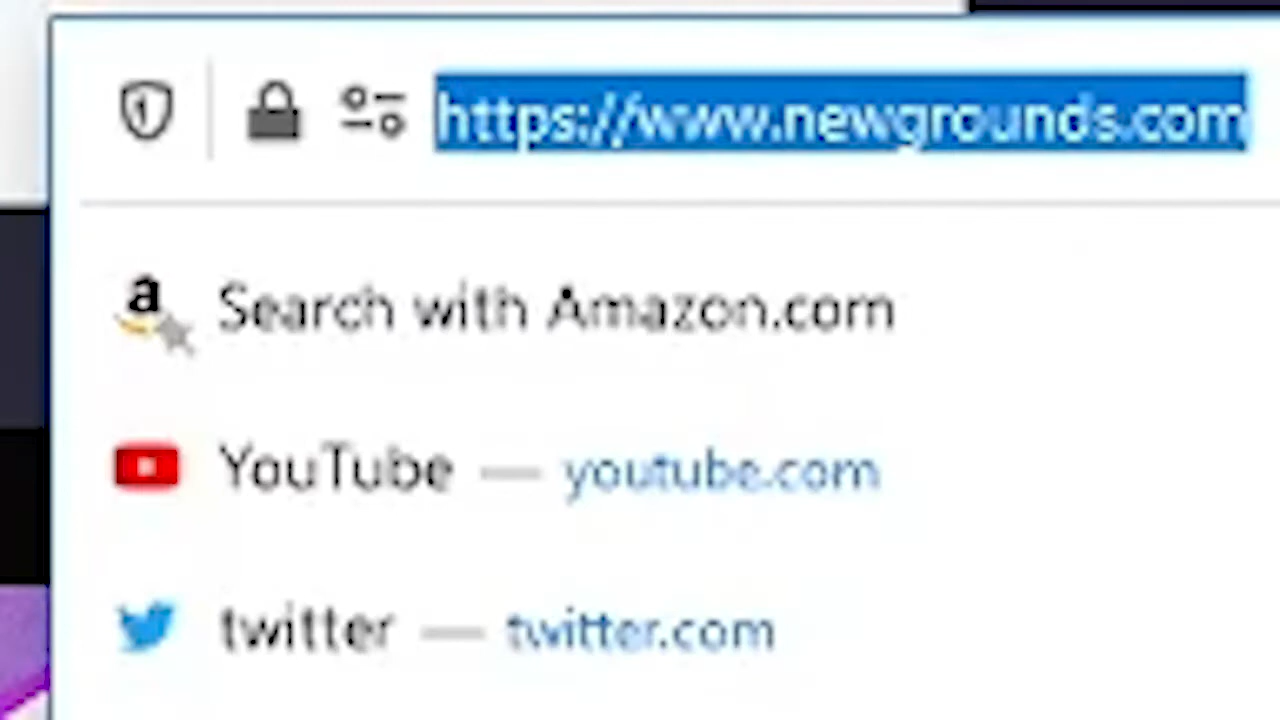 https://www.newgrounds.com
Search with Amazon.com
YouTube — youtube.com
twitter — twitter.com